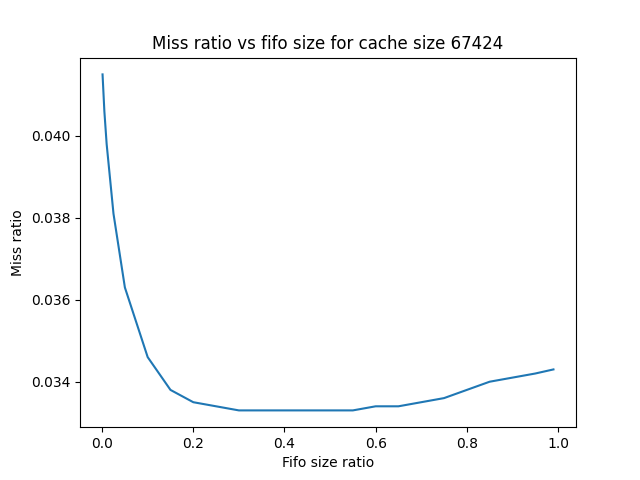 Miss ratio vs fifo size for cache size 67424
0.040
0.038
0.036
0.034
Miss ratio
0.0 0.2 0.4 0.6 0.8 1.0
Fifo size ratio